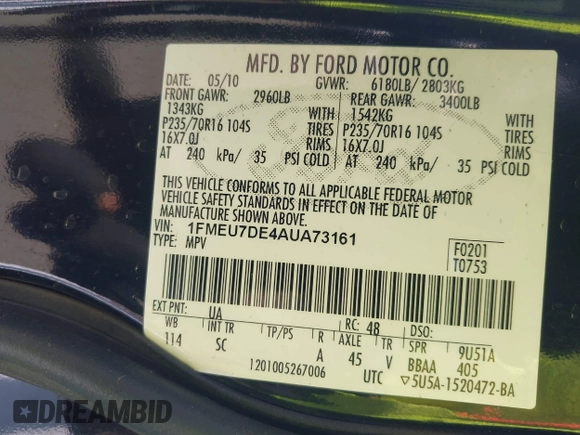 MFD. BY FORD MOTOR CO.
DATE: 05/10 GVWR: 6180LB/ 2803KG
FRONT GAWR: 2960LB REAR GAWR: 3400LB
1343KG WITH 1542KG WITH
P235/70R16 104S TIRES P235/70R16 104S TIRES
16X7.0J RIMS 16X7.0J RIMS
AT 240 kPa/ 35 PSI COLD AT 240 kPa/ 35 PSI COLD
THIS VEHICLE CONFORMS TO ALL APPLICABLE FEDERAL MOTOR
VEHICLE SAFETY STANDARDS IN EFFECT ON THE DATE OF
MANUFACTURE SHOWN ABOVE.
VIN: 1FMEU7DE4AUA73161 F0201
TYPE: MPV T0753
EXT PNT: UA RC: 48 DSO:
WB INT TR TP/PS R AXLE TR SPR 9U51A
114 SC A 45 V BBAA 405
1201005267006 UTC ▽5U5A-1520472-BA
DREAMBID